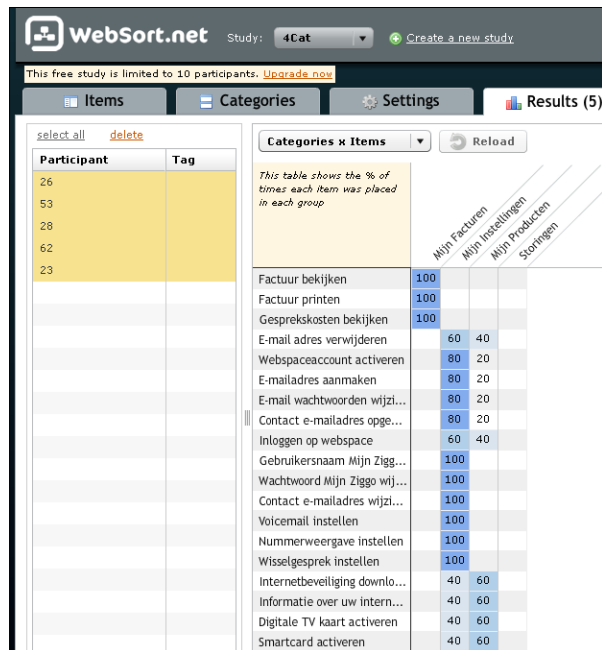 WebSort.net Study: 4Cat Create a new study
This free study is limited to 10 participants. Upgrade now
Items Categories Settings Results (5)
select all delete
Participant Tag
26
53
28
62
23
Categories x Items Reload
This table shows the % of
times each item was placed
in each group
Mijn Facturen
Mijn Instellingen
Mijn Producten
Storingen
Factuur bekijken 100
Factuur printen 100
Gesprekskosten bekijken 100
E-mail adres verwijderen 60 40
Webspaceaccount activeren 80 20
E-mailadres aanmaken 80 20
E-mail wachtwoorden wijzi... 80 20
Contact e-mailadres opge... 80 20
Inloggen op webspace 60 40
Gebruikersnaam Mijn Zigg... 100
Wachtwoord Mijn Ziggo wij... 100
Contact e-mailadres wijzi... 100
Voicemail instellen 100
Nummerweergave instellen 100
Wisselgesprek instellen 100
Internetbeveiliging downlo... 40 60
Informatie over uw intern... 40 60
Digitale TV kaart activeren 40 60
Smartcard activeren 40 60